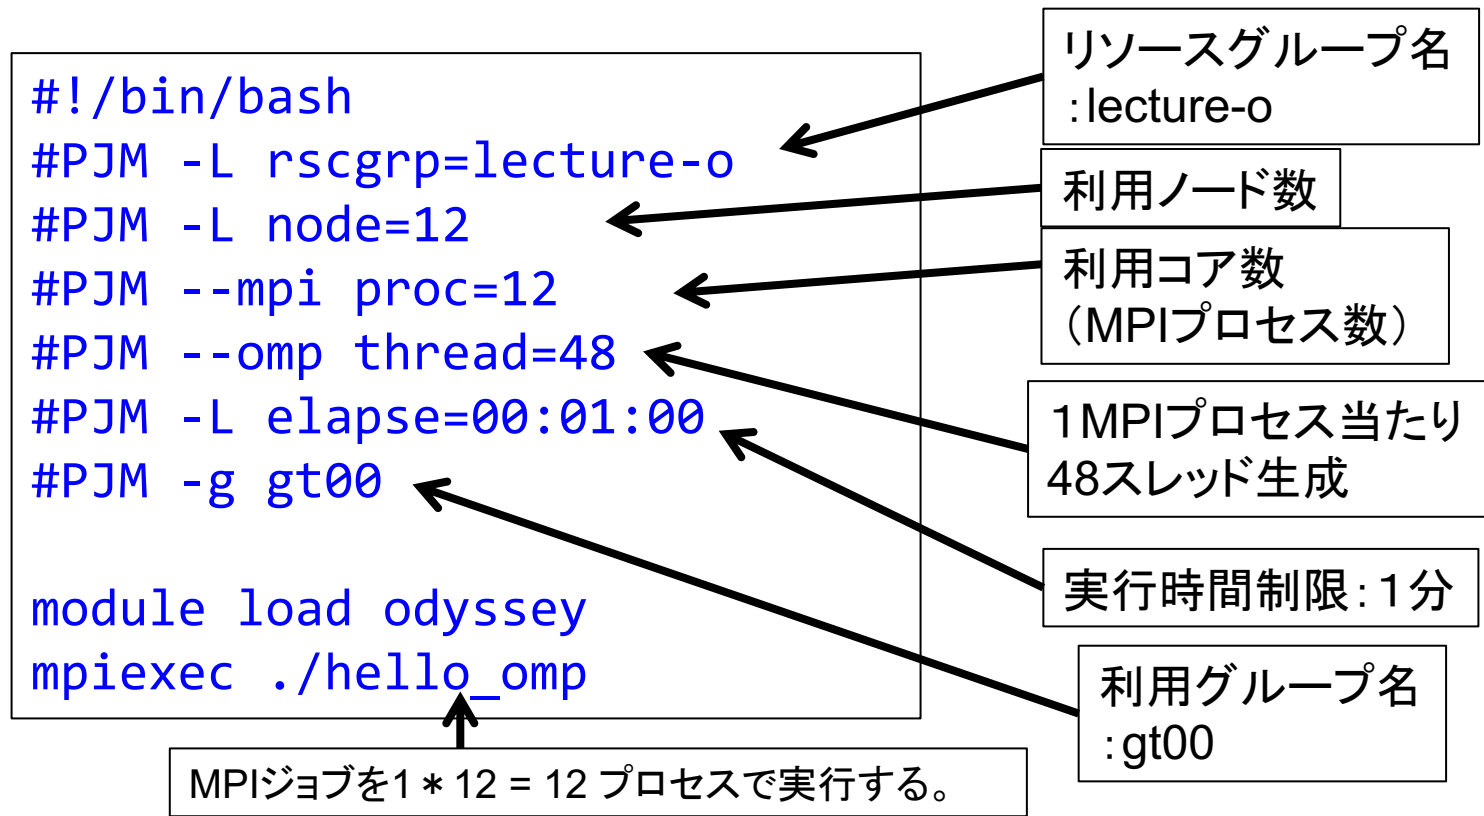 #!/bin/bash
#PJM -L rscgrp=lecture-o
#PJM -L node=12
#PJM --mpi proc=12
#PJM --omp thread=48
#PJM -L elapse=00:01:00
#PJM -g gt00
module load odyssey
mpiexec ./hello_omp
リソースグループ名
:lecture-o
利用ノード数
利用コア数
(MPIプロセス数)
1MPIプロセス当たり
48スレッド生成
実行時間制限:1分
利用グループ名
:gt00
MPIジョブを1*12 = 12 プロセスで実行する。